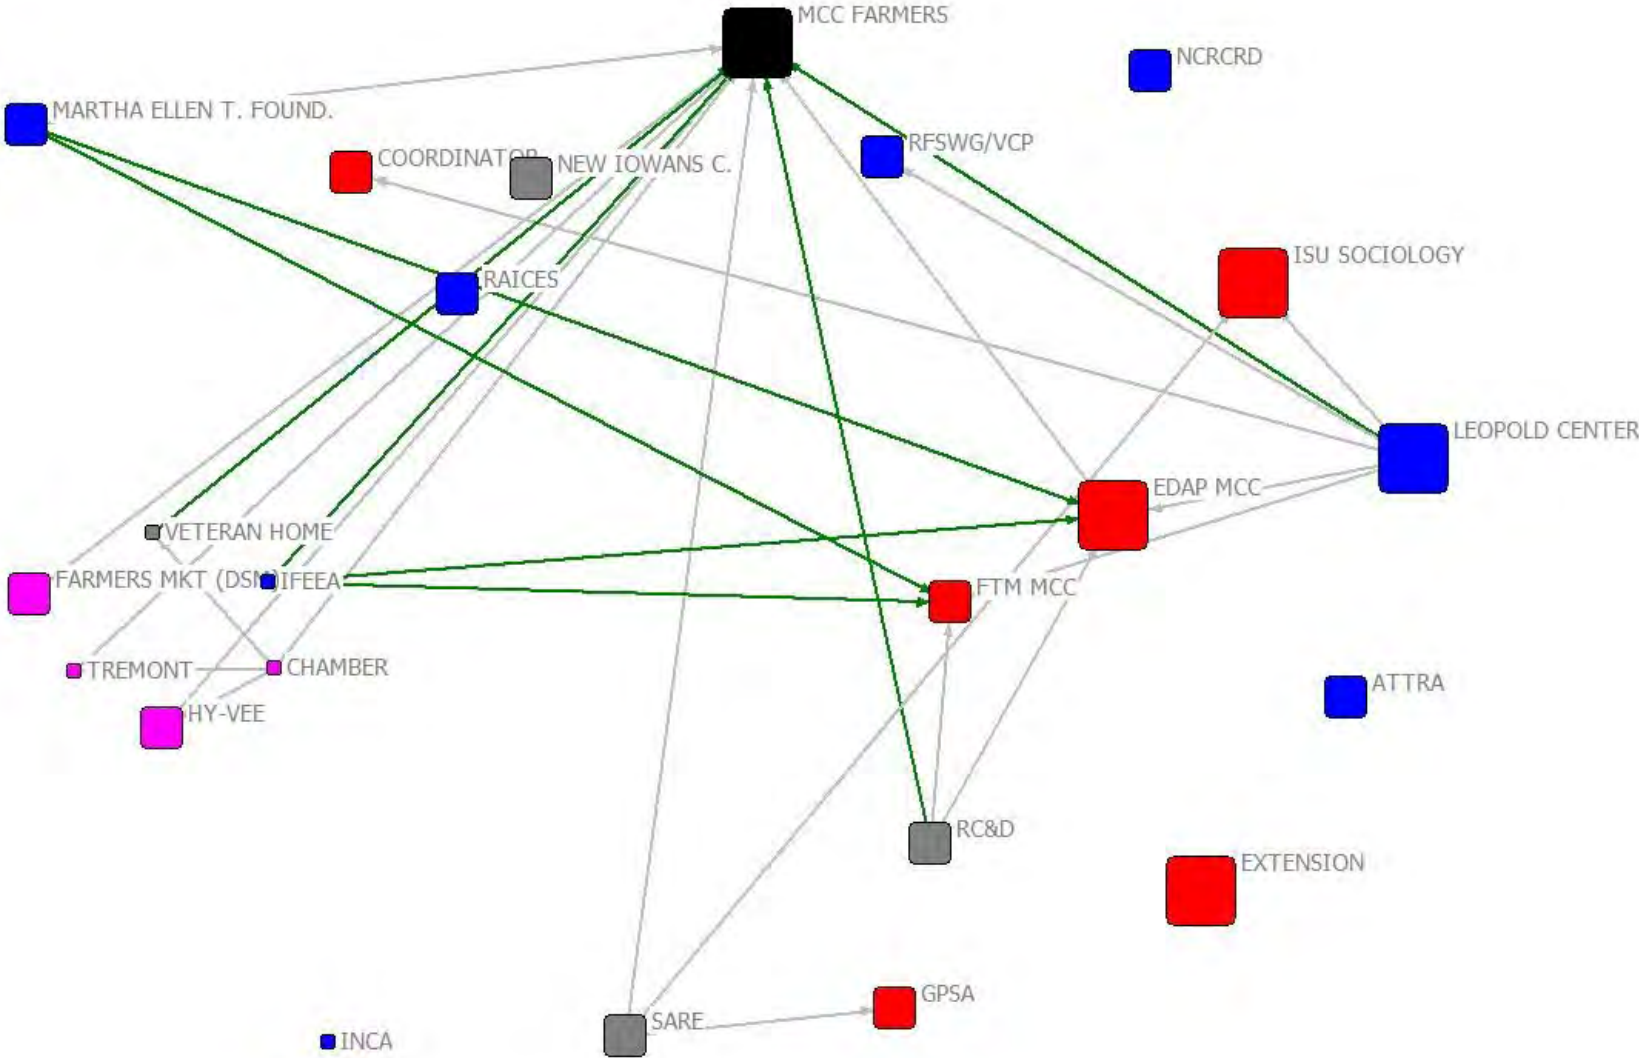 MCC FARMERS
NCRCRD
MARTHA ELLEN T. FOUND.
COORDINATOR
NEW IOWANS C.
RFSWG/VCP
ISU SOCIOLOGY
RAICES
LEOPOLD CENTER
EDAP MCC
VETERAN HOME
FARMERS MKT (DSM)
IFEEA
FTM MCC
TREMONT
CHAMBER
ATTRA
HY-VEE
RC&D
EXTENSION
GPSA
SARE
INCA